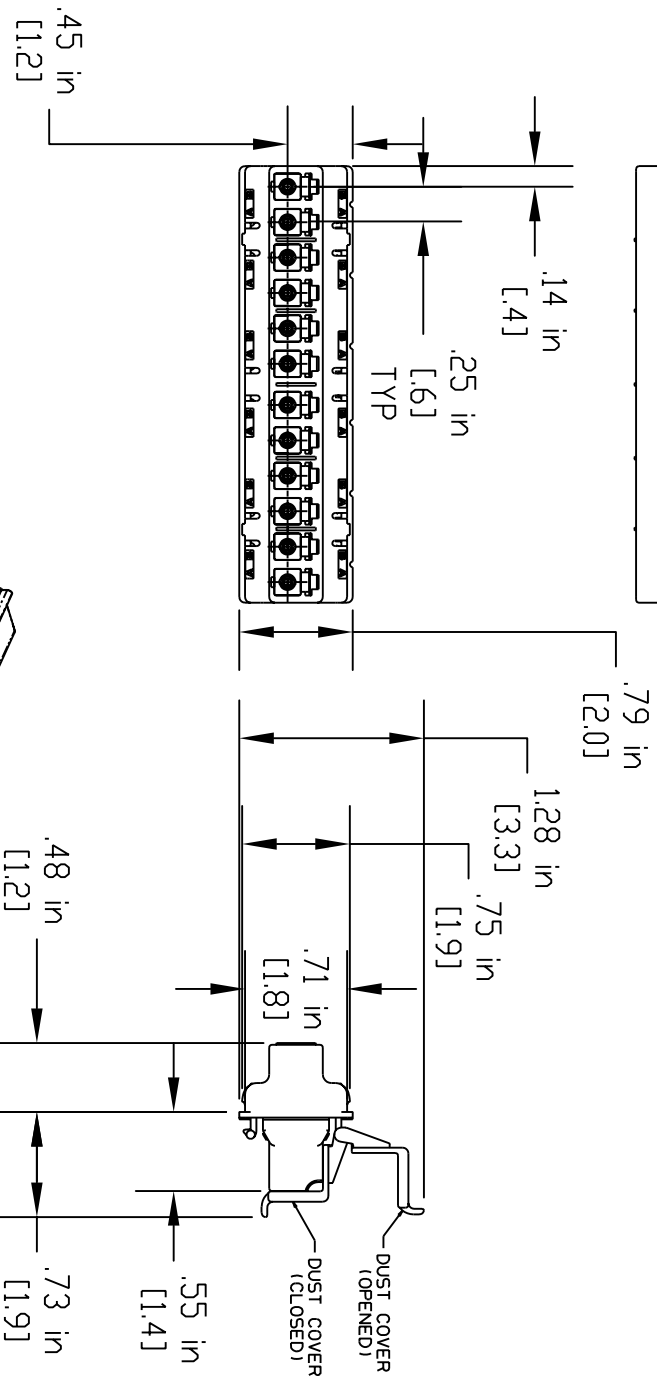 .45 in
[1.2]
.14 in
[.4]
.25 in
[.6]
TYP
.79 in
[2.0]
1.28 in
[3.3]
.75 in
[1.9]
.71 in
[1.8]
.48 in
[1.2]
DUST COVER
(OPENED)
DUST COVER
(CLOSED)
.55 in
[1.4]
.73 in
[1.9]